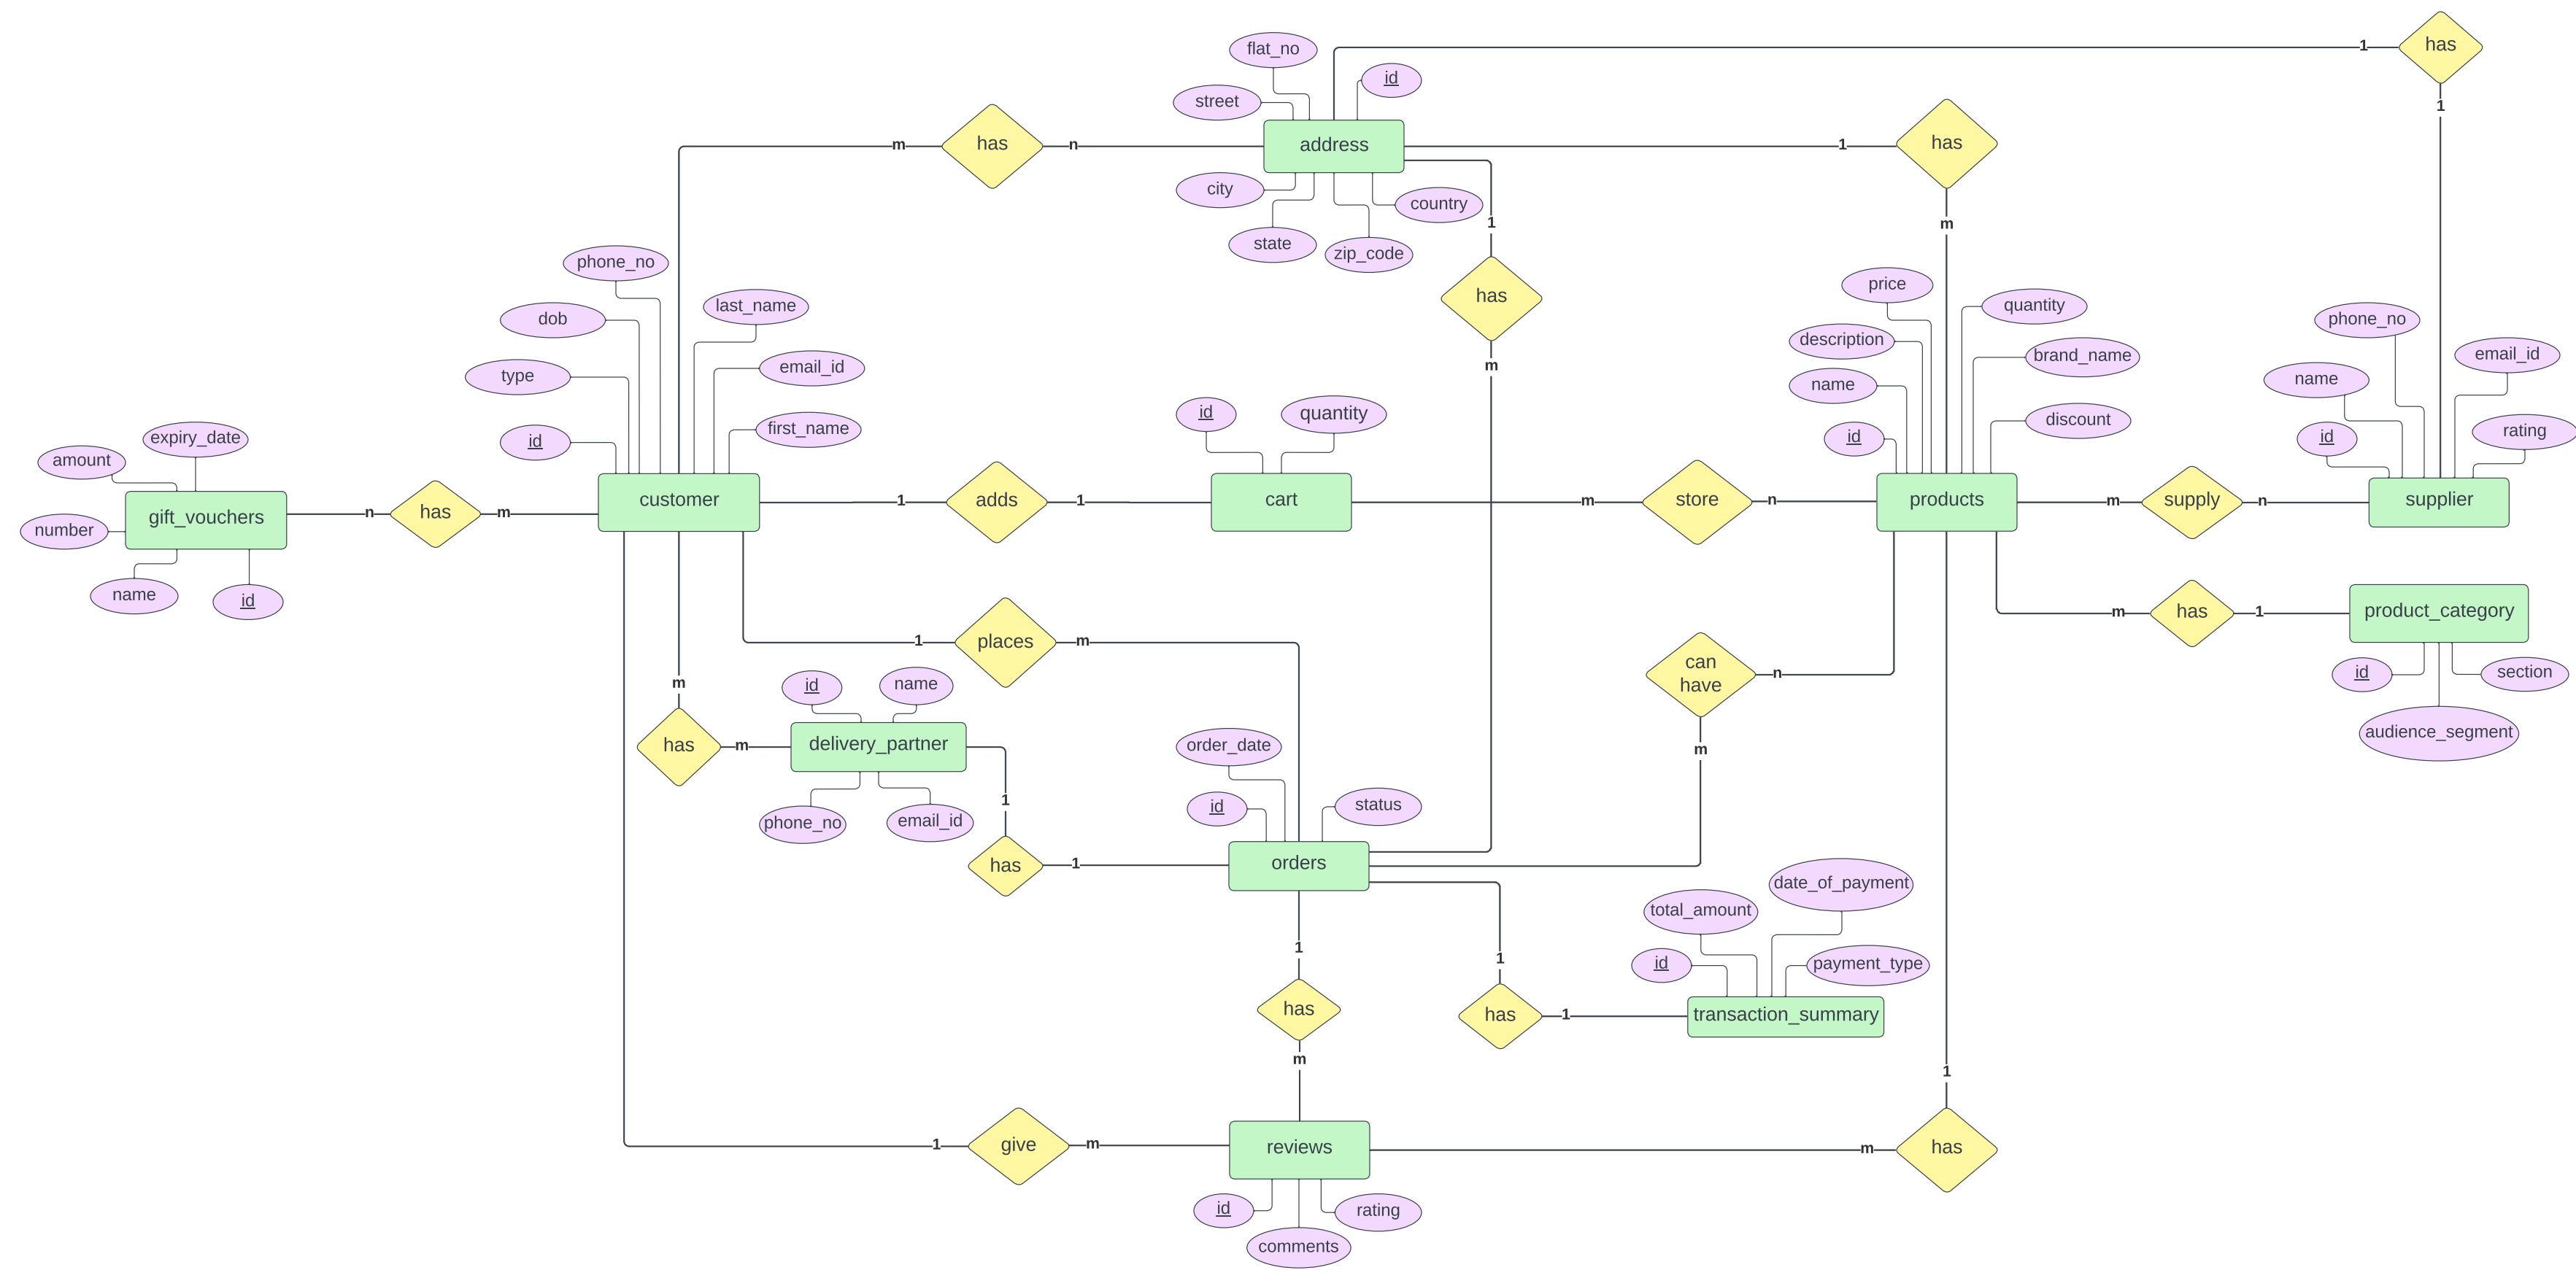 flat_no
id
street
address
city
state
zip_code
country
has
m
n
has
1
1
has
1
m
has
1
m
phone_no
dob
type
id
last_name
email_id
first_name
customer
expiry_date
amount
number
name
id
gift_vouchers
n
has
m
1
adds
1
id
quantity
cart
m
store
n
price
description
name
id
quantity
brand_name
discount
products
m
supply
n
phone_no
name
id
email_id
rating
supplier
m
has
1
product_category
id
audience_segment
section
1
places
m
m
has
m
id
name
delivery_partner
phone_no
email_id
1
has
1
order_date
id
status
orders
can
have
n
m
1
has
m
1
has
1
total_amount
date_of_payment
id
payment_type
transaction_summary
1
give
m
reviews
id
comments
rating
m
has
1